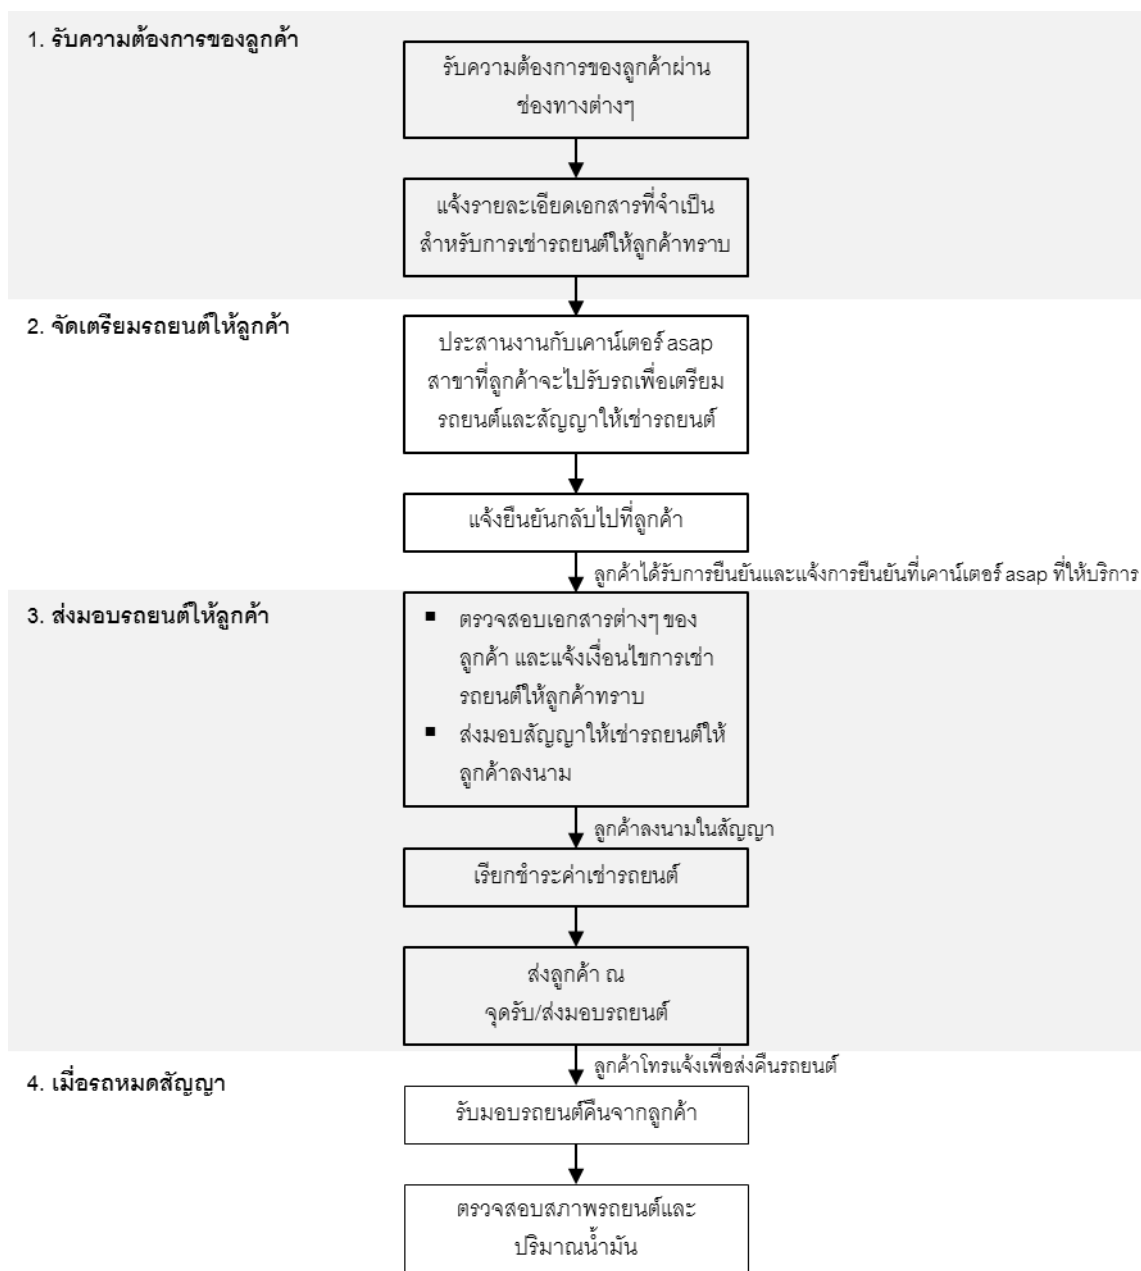 1. รับความต้องการของลูกค้า
รับความต้องการของลูกค้าผ่าน
ช่องทางต่างๆ
แจ้งรายละเอียดเอกสารที่จำเป็น
สำหรับการเช่ารถยนต์ให้ลูกค้าทราบ
2. จัดเตรียมรถยนต์ให้ลูกค้า
ประสานงานกับเคาน์เตอร์ asap
สาขาที่ลูกค้าจะไปรับรถเพื่อเตรียม
รถยนต์และสัญญาให้เช่ารถยนต์
แจ้งยืนยันกลับไปที่ลูกค้า
ลูกค้าได้รับการยืนยันและแจ้งการยืนยันที่เคาน์เตอร์ asap ที่ให้บริการ
3. ส่งมอบรถยนต์ให้ลูกค้า
▪ ตรวจสอบเอกสารต่างๆ ของ
ลูกค้า และแจ้งเงื่อนไขการเช่า
รถยนต์ให้ลูกค้าทราบ
▪ ส่งมอบสัญญาให้เช่ารถยนต์ให้
ลูกค้าลงนาม
ลูกค้าลงนามในสัญญา
เรียกชำระค่าเช่ารถยนต์
ส่งลูกค้า ณ
จุดรับ/ส่งมอบรถยนต์
ลูกค้าโทรแจ้งเพื่อส่งคืนรถยนต์
4. เมื่อรถหมดสัญญา
รับมอบรถยนต์คืนจากลูกค้า
ตรวจสอบสภาพรถยนต์และ
ปริมาณน้ำมัน